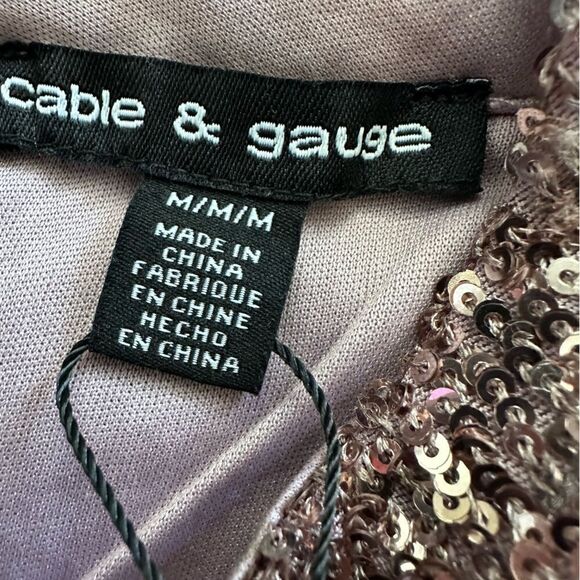 cable & gauge
M/M/M
MADE IN
CHINA
FABRIQUE
EN CHINE
HECHO
EN CHINA